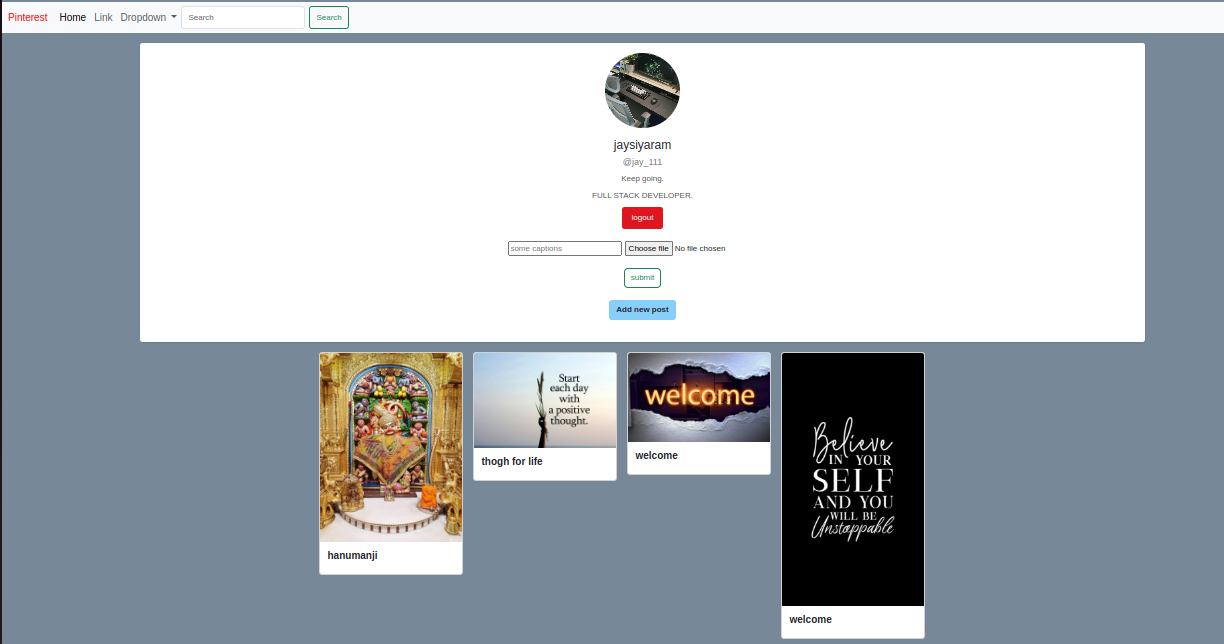 Pinterest Home Link Dropdown Search Search
jaysiyaram
@jay_111
Keep going.
FULL STACK DEVELOPER.
logout
some captions Choose file No file chosen
submit
Add new post
hanumanji
Start
each day
with
a positive
thought.
thogh for life
welcome
welcome
Believe
IN YOUR
SELF
AND YOU
WILL BE
Unstoppable
welcome